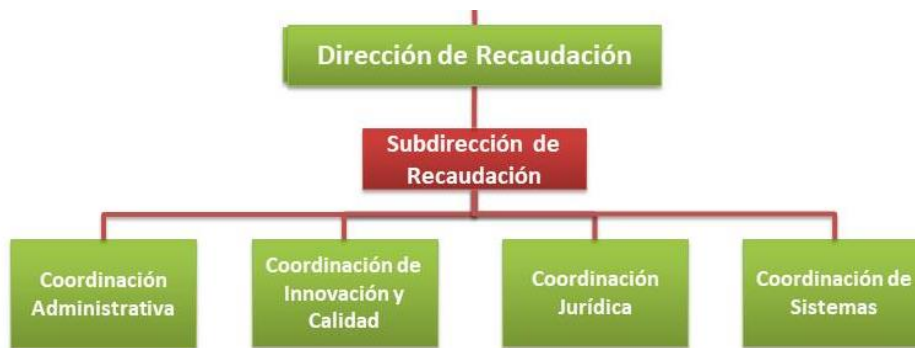 Dirección de Recaudación
Subdirección de
Recaudación
Coordinación
Administrativa
Coordinación de
Innovación y
Calidad
Coordinación
Jurídica
Coordinación de
Sistemas